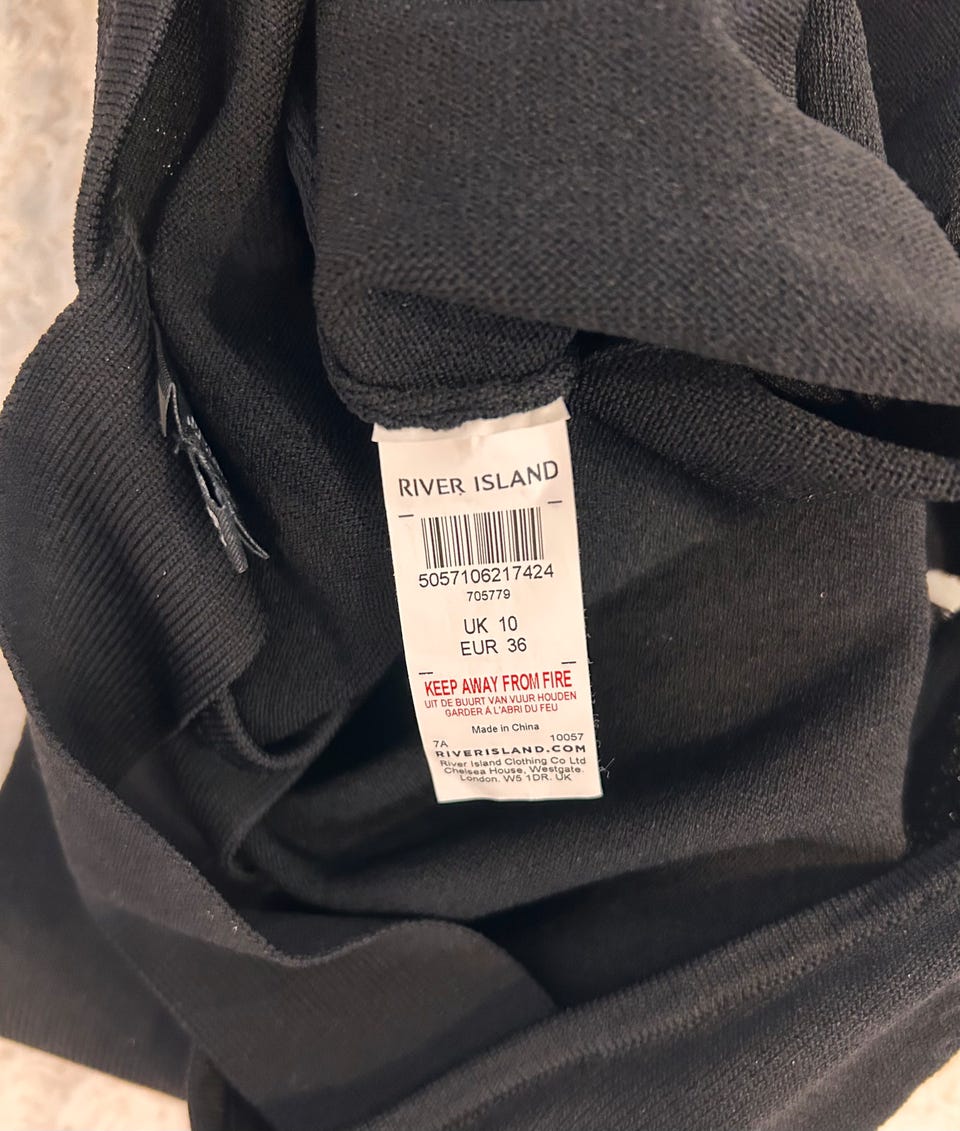 RIVER ISLAND
5057106217424
705779
UK 10
EUR 36
KEEP AWAY FROM FIRE
UIT DE BUURT VAN VUUR HOUDEN
GARDER À L'ABRI DU FEU
Made in China
7A 10057
RIVERISLAND.COM
River Island Clothing Co Ltd
Chelsea House, Westgate.
London. W5 1DR. UK